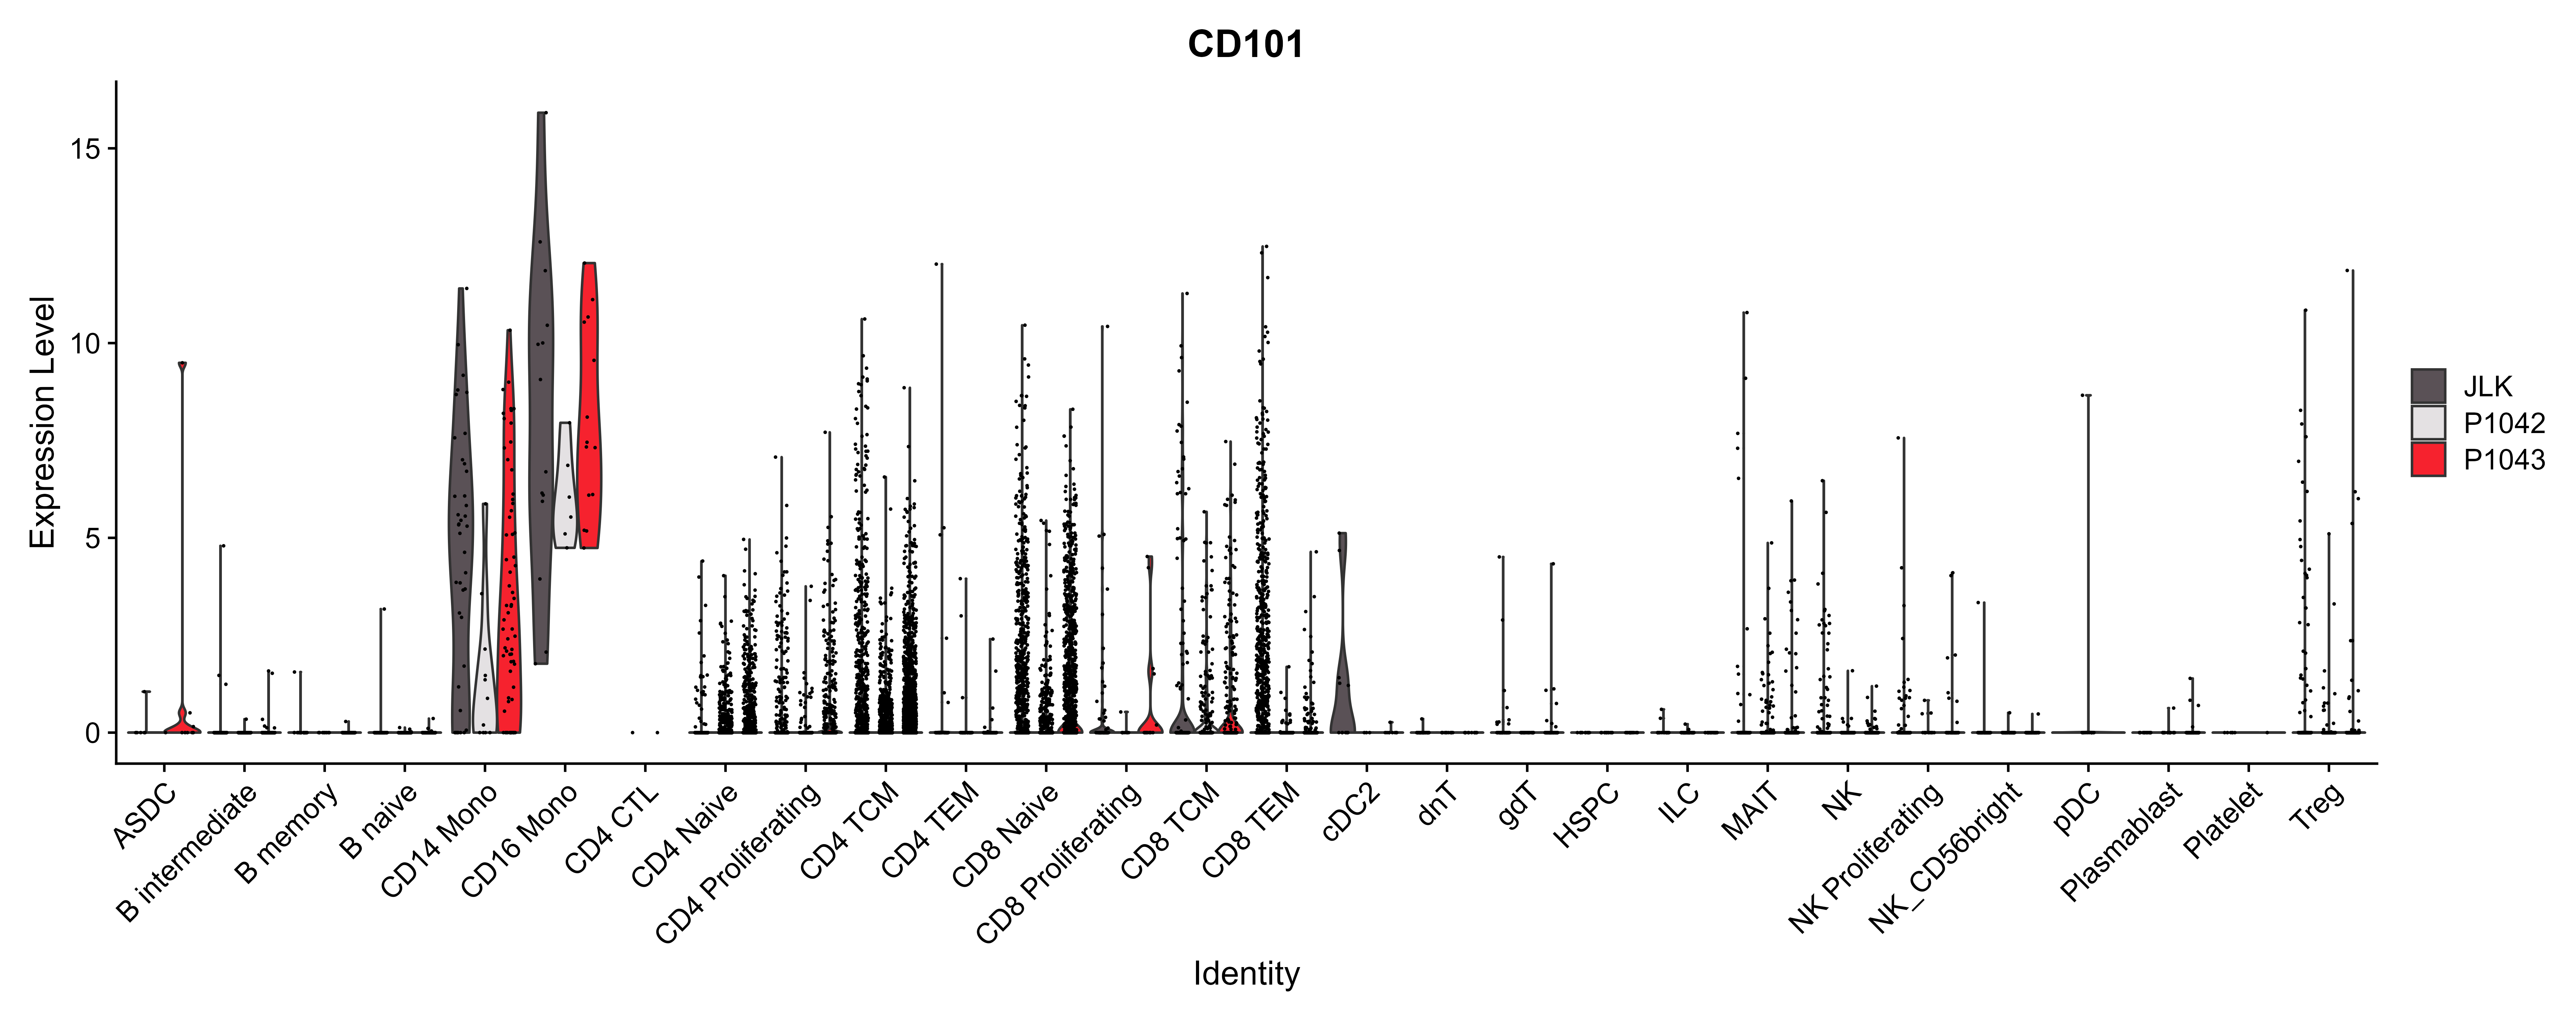 CD101
Expression Level
15
10
5
0
JLK
P1042
P1043
ASDC
B intermediate
B memory
B naive
CD14 Mono
CD16 Mono
CD4 CTL
CD4 Naive
CD4 Proliferating
CD4 TCM
CD4 TEM
CD8 Naive
CD8 Proliferating
CD8 TCM
CD8 TEM
cDC2
dnT
gdT
HSPC
ILC
MAIT
NK
NK Proliferating
NK_CD56bright
pDC
Plasmablast
Platelet
Treg
Identity